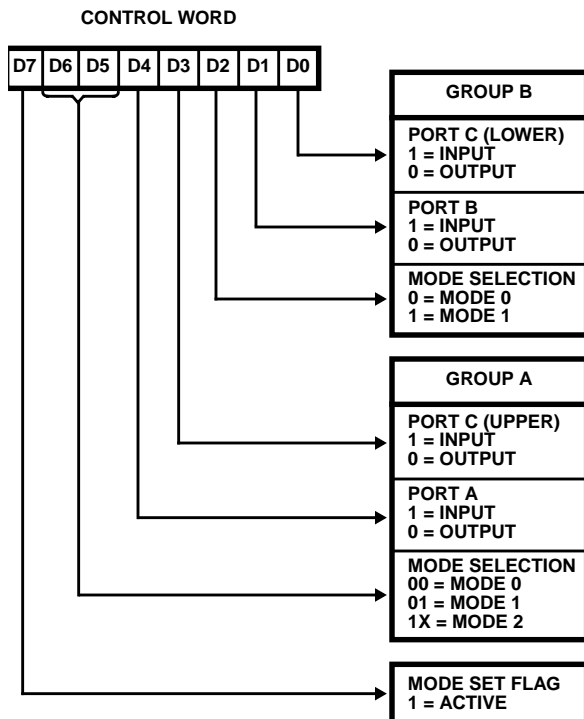 CONTROL WORD
D7 D6 D5 D4 D3 D2 D1 D0
GROUP B
PORT C (LOWER)
1 = INPUT
0 = OUTPUT
PORT B
1 = INPUT
0 = OUTPUT
MODE SELECTION
0 = MODE 0
1 = MODE 1
GROUP A
PORT C (UPPER)
1 = INPUT
0 = OUTPUT
PORT A
1 = INPUT
0 = OUTPUT
MODE SELECTION
00 = MODE 0
01 = MODE 1
1X = MODE 2
MODE SET FLAG
1 = ACTIVE